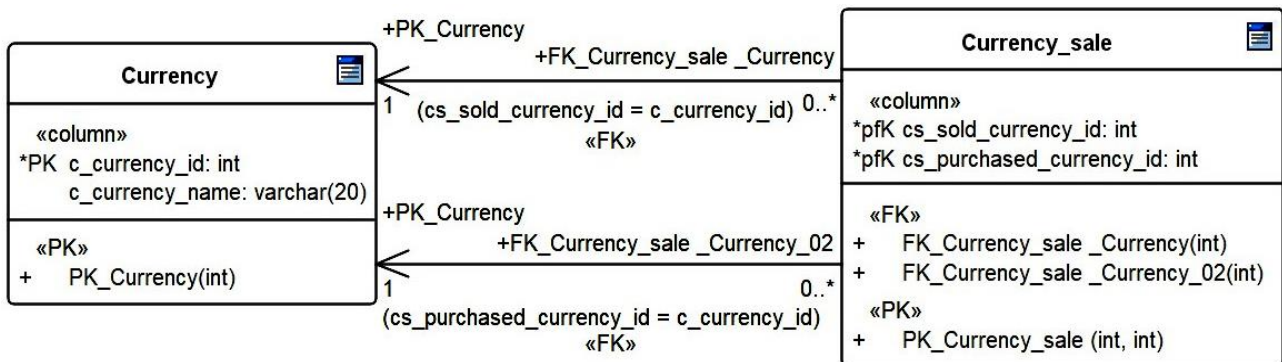 Currency
«column»
*PK c_currency_id: int
c_currency_name: varchar(20)
«PK»
+ PK_Currency(int)
+PK_Currency
+FK_Currency_sale _Currency
1
(cs_sold_currency_id = c_currency_id)
0..*
«FK»
+PK_Currency
+FK_Currency_sale _Currency_02
1
0..*
(cs_purchased_currency_id = c_currency_id)
«FK»
Currency_sale
«column»
*pfK cs_sold_currency_id: int
*pfK cs_purchased_currency_id: int
«FK»
+ FK_Currency_sale _Currency(int)
+ FK_Currency_sale _Currency_02(int)
«PK»
+ PK_Currency_sale (int, int)